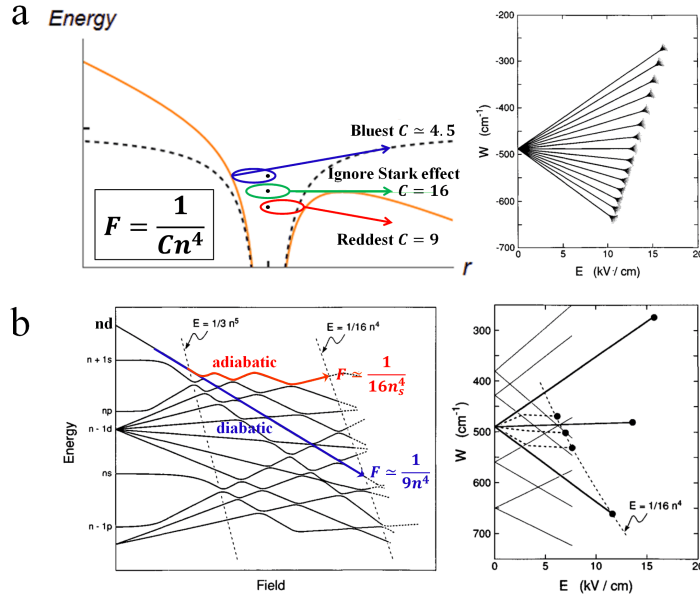 a
Energy
Bluest C ≃ 4.5
Ignore Stark effect
C = 16
F = 1/Cn⁴
Reddest C = 9
r
-200
-300
-400
-500
-600
-700
W (cm⁻¹)
0 5 10 15 20
E (kV / cm)
b
nd
n + 1s
np
n - 1d
ns
n - 1p
Energy
Field
E = 1/3 n⁵
E = 1/16 n⁴
adiabatic
F ≃ 1/16nₛ⁴
diabatic
F ≃ 1/9n⁴
300
400
500
600
700
W (cm⁻¹)
E = 1/16 n⁴
0 5 10 15 20
E (kV / cm)